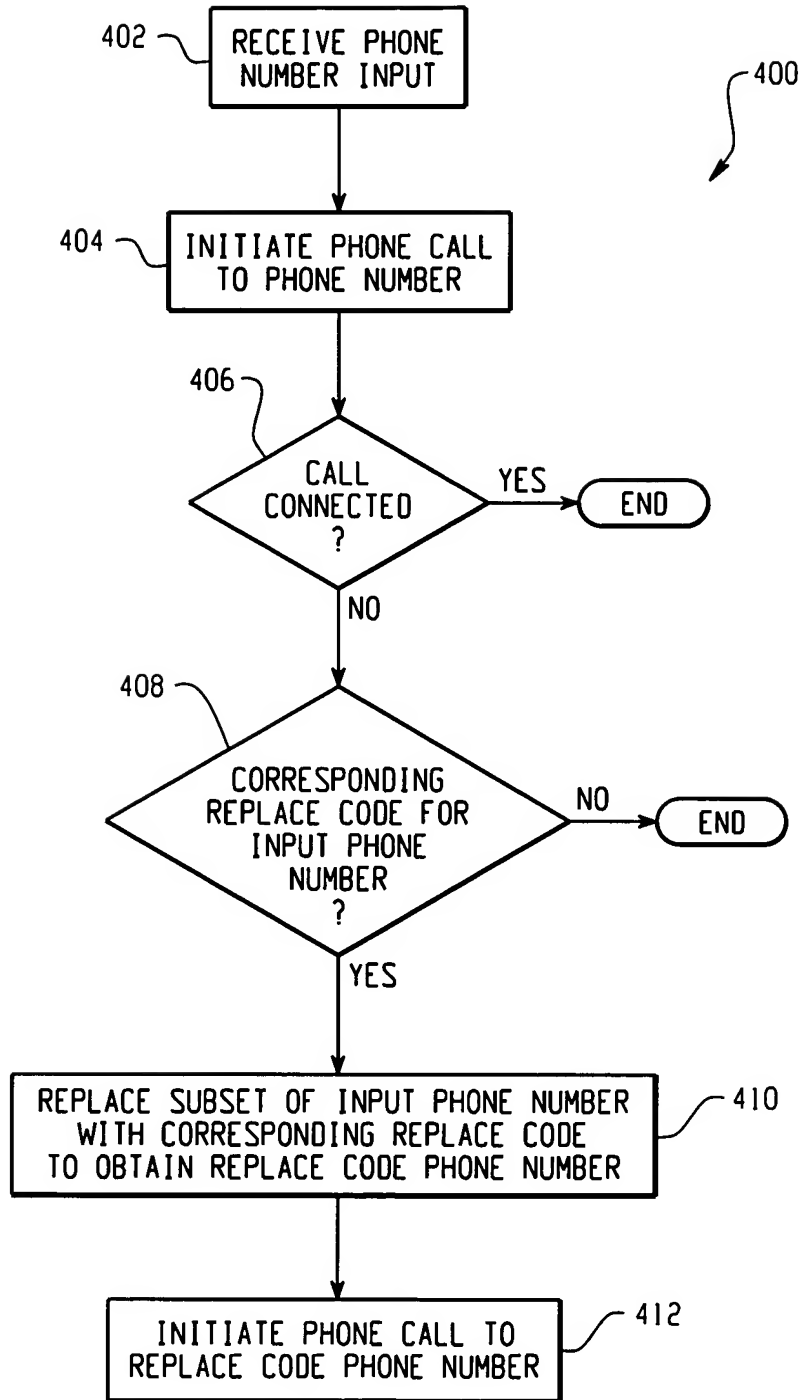 402
RECEIVE PHONE
NUMBER INPUT
400
404
INITIATE PHONE CALL
TO PHONE NUMBER
406
CALL
CONNECTED
?
YES
END
NO
408
CORRESPONDING
REPLACE CODE FOR
INPUT PHONE
NUMBER
?
NO
END
YES
REPLACE SUBSET OF INPUT PHONE NUMBER
WITH CORRESPONDING REPLACE CODE
TO OBTAIN REPLACE CODE PHONE NUMBER
410
INITIATE PHONE CALL TO
REPLACE CODE PHONE NUMBER
412